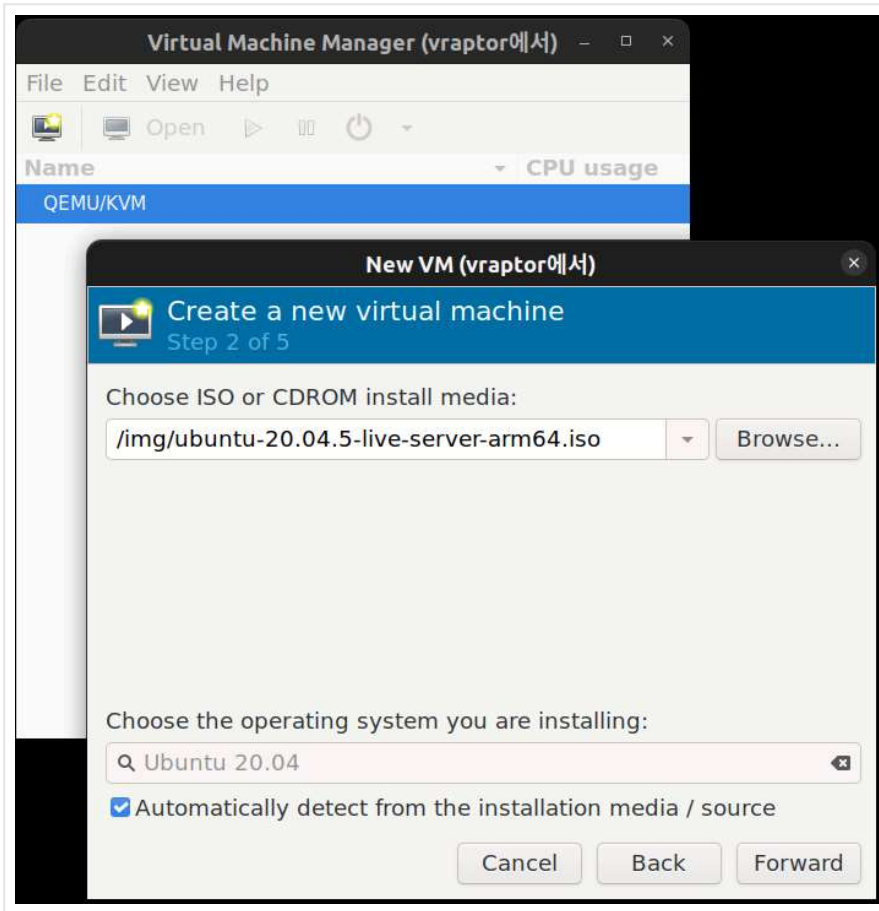 Virtual Machine Manager (vraptor에서)
File Edit View Help
Open
Name CPU usage
QEMU/KVM
New VM (vraptor에서)
Create a new virtual machine
Step 2 of 5
Choose ISO or CDROM install media:
/img/ubuntu-20.04.5-live-server-arm64.iso Browse...
Choose the operating system you are installing:
Ubuntu 20.04
Automatically detect from the installation media / source
Cancel Back Forward